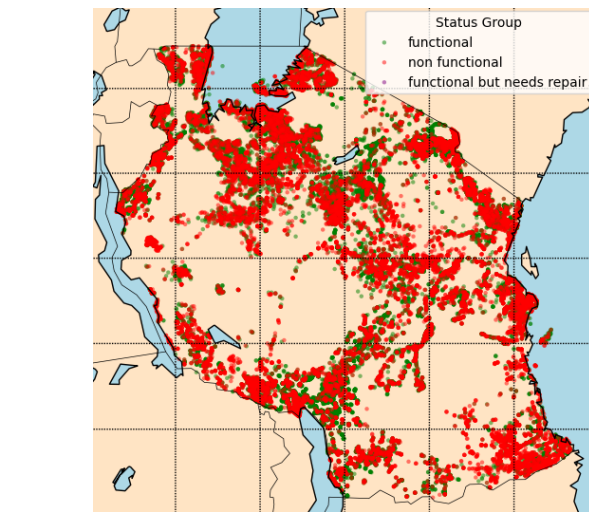 Status Group
functional
non functional
functional but needs repair